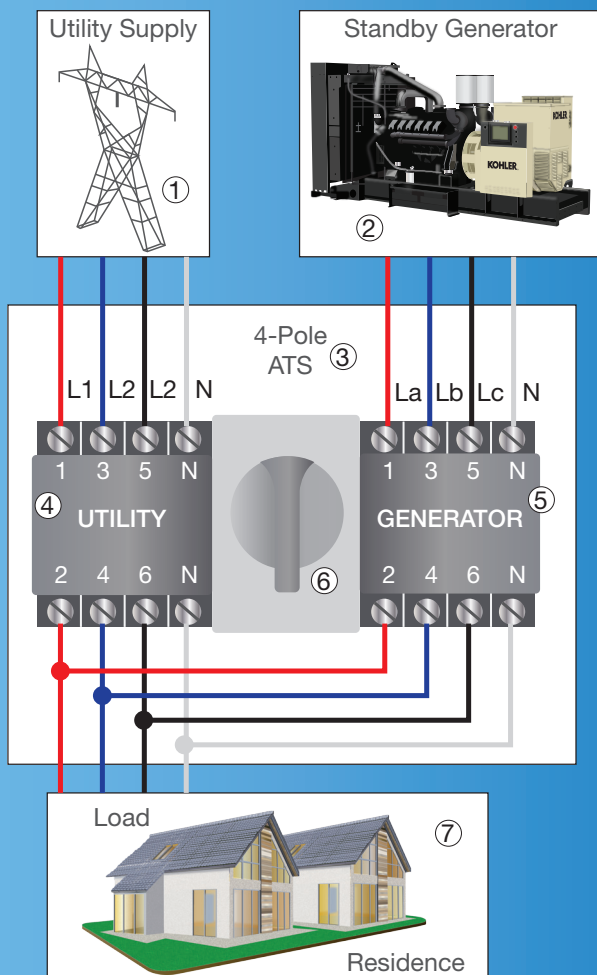 Utility Supply
Standby Generator
①
KOHLER
②
4-Pole
ATS
③
L1 L2 L2 N
La Lb Lc N
1 3 5 N
1 3 5 N
④
UTILITY
GENERATOR
⑤
⑥
2 4 6 N
2 4 6 N
Load
⑦
Residence